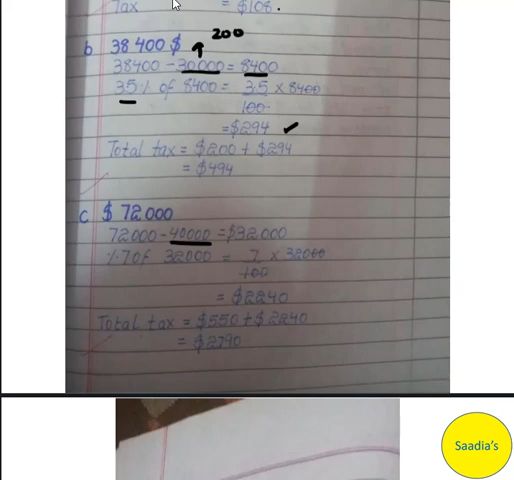 Tax = $108.
b 38 400 $ 200
38400 - 30000 = 8400
3.5% of 8400 = 3.5 x 8400
100
= $294
Total tax = $200 + $294
= $494
c $ 72 000
72000 - 40000 = $32000
%7 of 32000 = 7 x 32000
100
= $2240
Total tax = $550 + $2240
= $2790
Saadia's